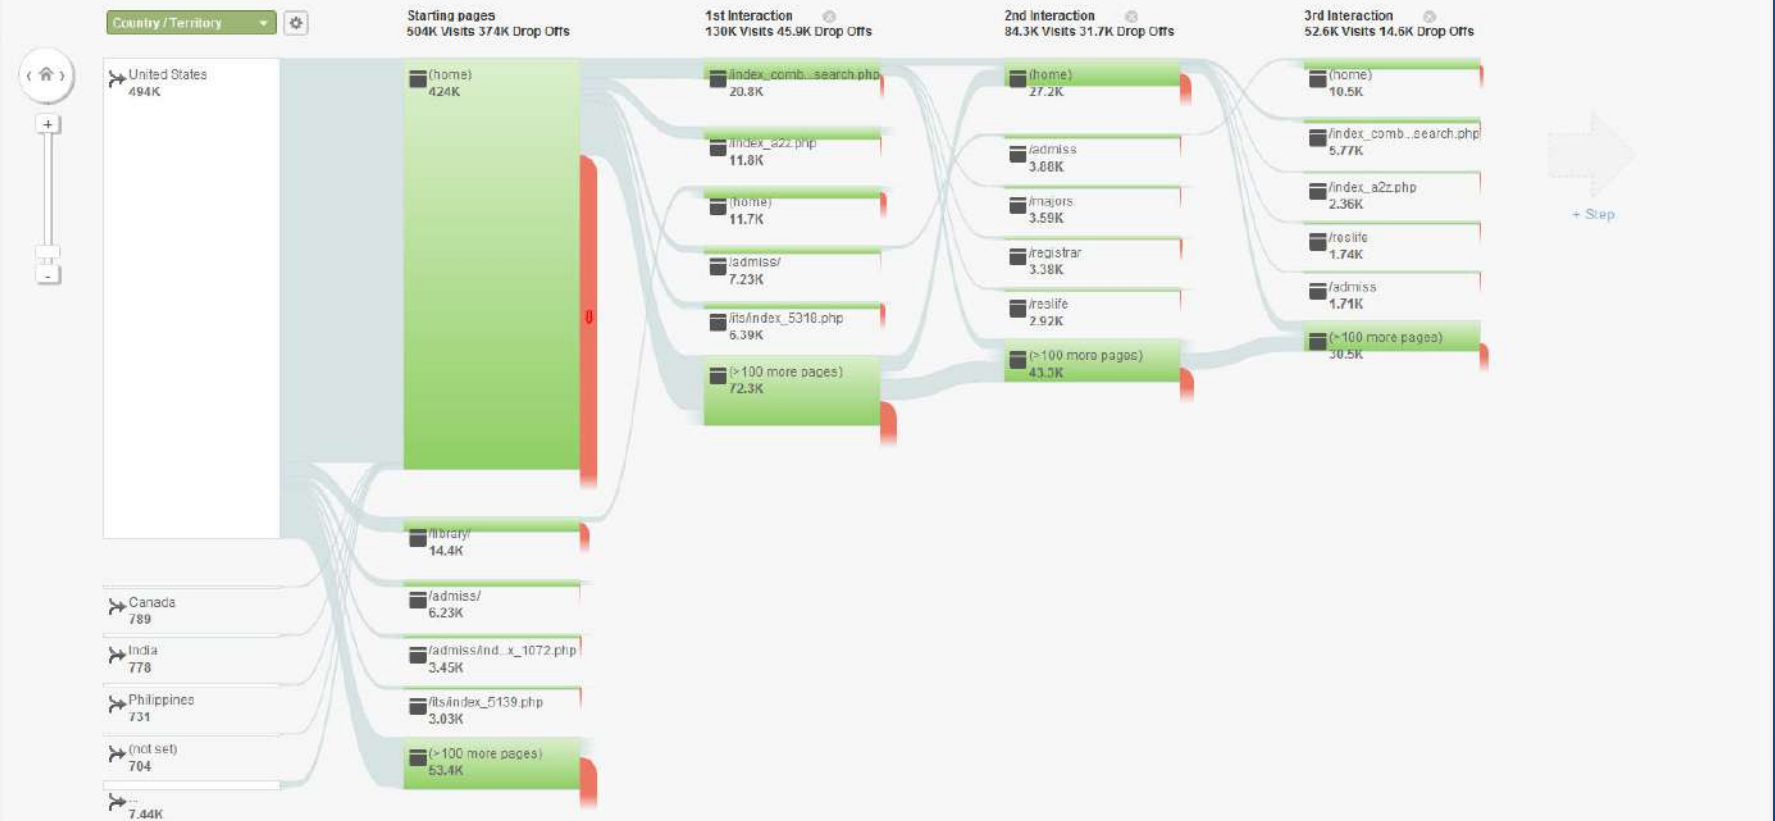 Country / Territory
Starting pages
504K Visits 374K Drop Offs
1st Interaction
130K Visits 45.9K Drop Offs
2nd Interaction
84.3K Visits 31.7K Drop Offs
3rd Interaction
52.6K Visits 14.6K Drop Offs
United States
494K
Canada
789
India
778
Philippines
731
(not set)
704
...
7.44K
+
-
(home)
424K
/library/
14.4K
/admiss/
6.23K
/admiss/ind...x_1072.php
3.45K
/its/index_5139.php
3.03K
(>100 more pages)
53.4K
/index_comb...search.php
20.8K
/index_a2z.php
11.8K
(home)
11.7K
/admiss/
7.23K
/its/index_5318.php
6.39K
(>100 more pages)
72.3K
(home)
27.2K
/admiss
3.88K
/majors
3.59K
/registrar
3.38K
/reslife
2.92K
(>100 more pages)
43.3K
(home)
10.5K
/index_comb...search.php
5.77K
/index_a2z.php
2.36K
/reslife
1.74K
/admiss
1.71K
(>100 more pages)
30.5K
+ Step